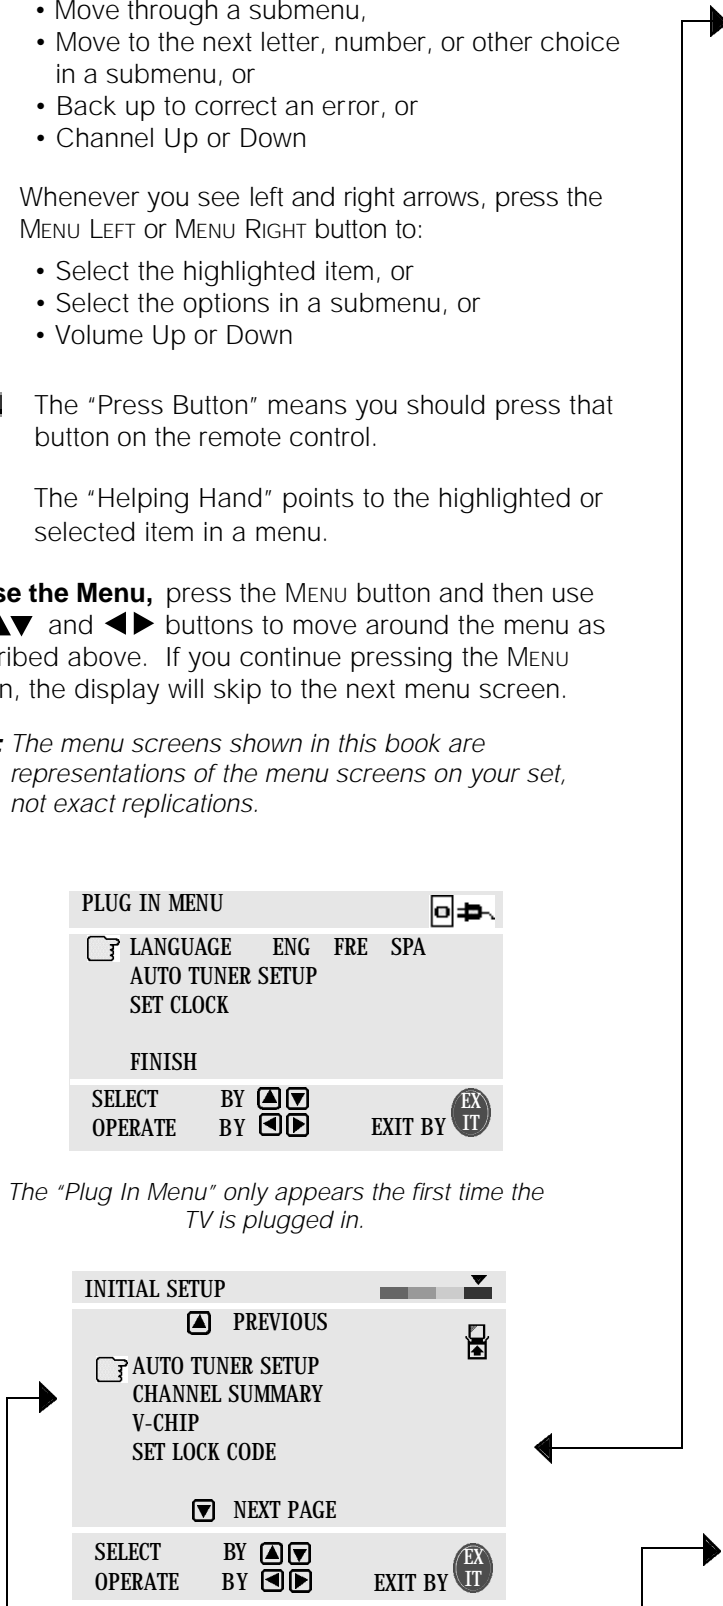 • Move through a submenu,
• Move to the next letter, number, or other choice
in a submenu, or
• Back up to correct an error, or
• Channel Up or Down
Whenever you see left and right arrows, press the
MENU LEFT or MENU RIGHT button to:
• Select the highlighted item, or
• Select the options in a submenu, or
• Volume Up or Down
The “Press Button” means you should press that
button on the remote control.
The “Helping Hand” points to the highlighted or
selected item in a menu.
se the Menu, press the MENU button and then use
▲▼ and ◀▶ buttons to move around the menu as
ribed above. If you continue pressing the MENU
n, the display will skip to the next menu screen.
: The menu screens shown in this book are
representations of the menu screens on your set,
not exact replications.
PLUG IN MENU
LANGUAGE ENG FRE SPA
AUTO TUNER SETUP
SET CLOCK
FINISH
SELECT BY ▲▼
OPERATE BY ◀▶ EXIT BY EXIT
The “Plug In Menu” only appears the first time the
TV is plugged in.
INITIAL SETUP
▲ PREVIOUS
AUTO TUNER SETUP
CHANNEL SUMMARY
V-CHIP
SET LOCK CODE
▼ NEXT PAGE
SELECT BY ▲▼
OPERATE BY ◀▶ EXIT BY EXIT